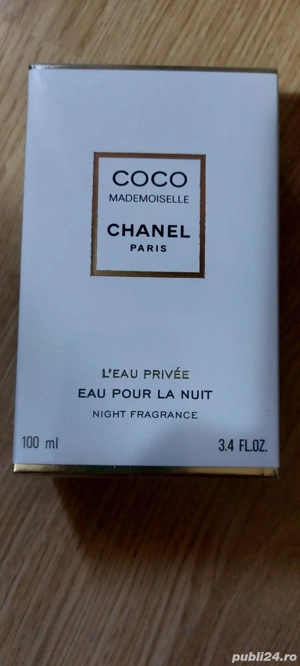 COCO
MADEMOISELLE
CHANEL
PARIS
L'EAU PRIVÉE
EAU POUR LA NUIT
NIGHT FRAGRANCE
100 ml 3.4 FL.OZ.
publi24.ro